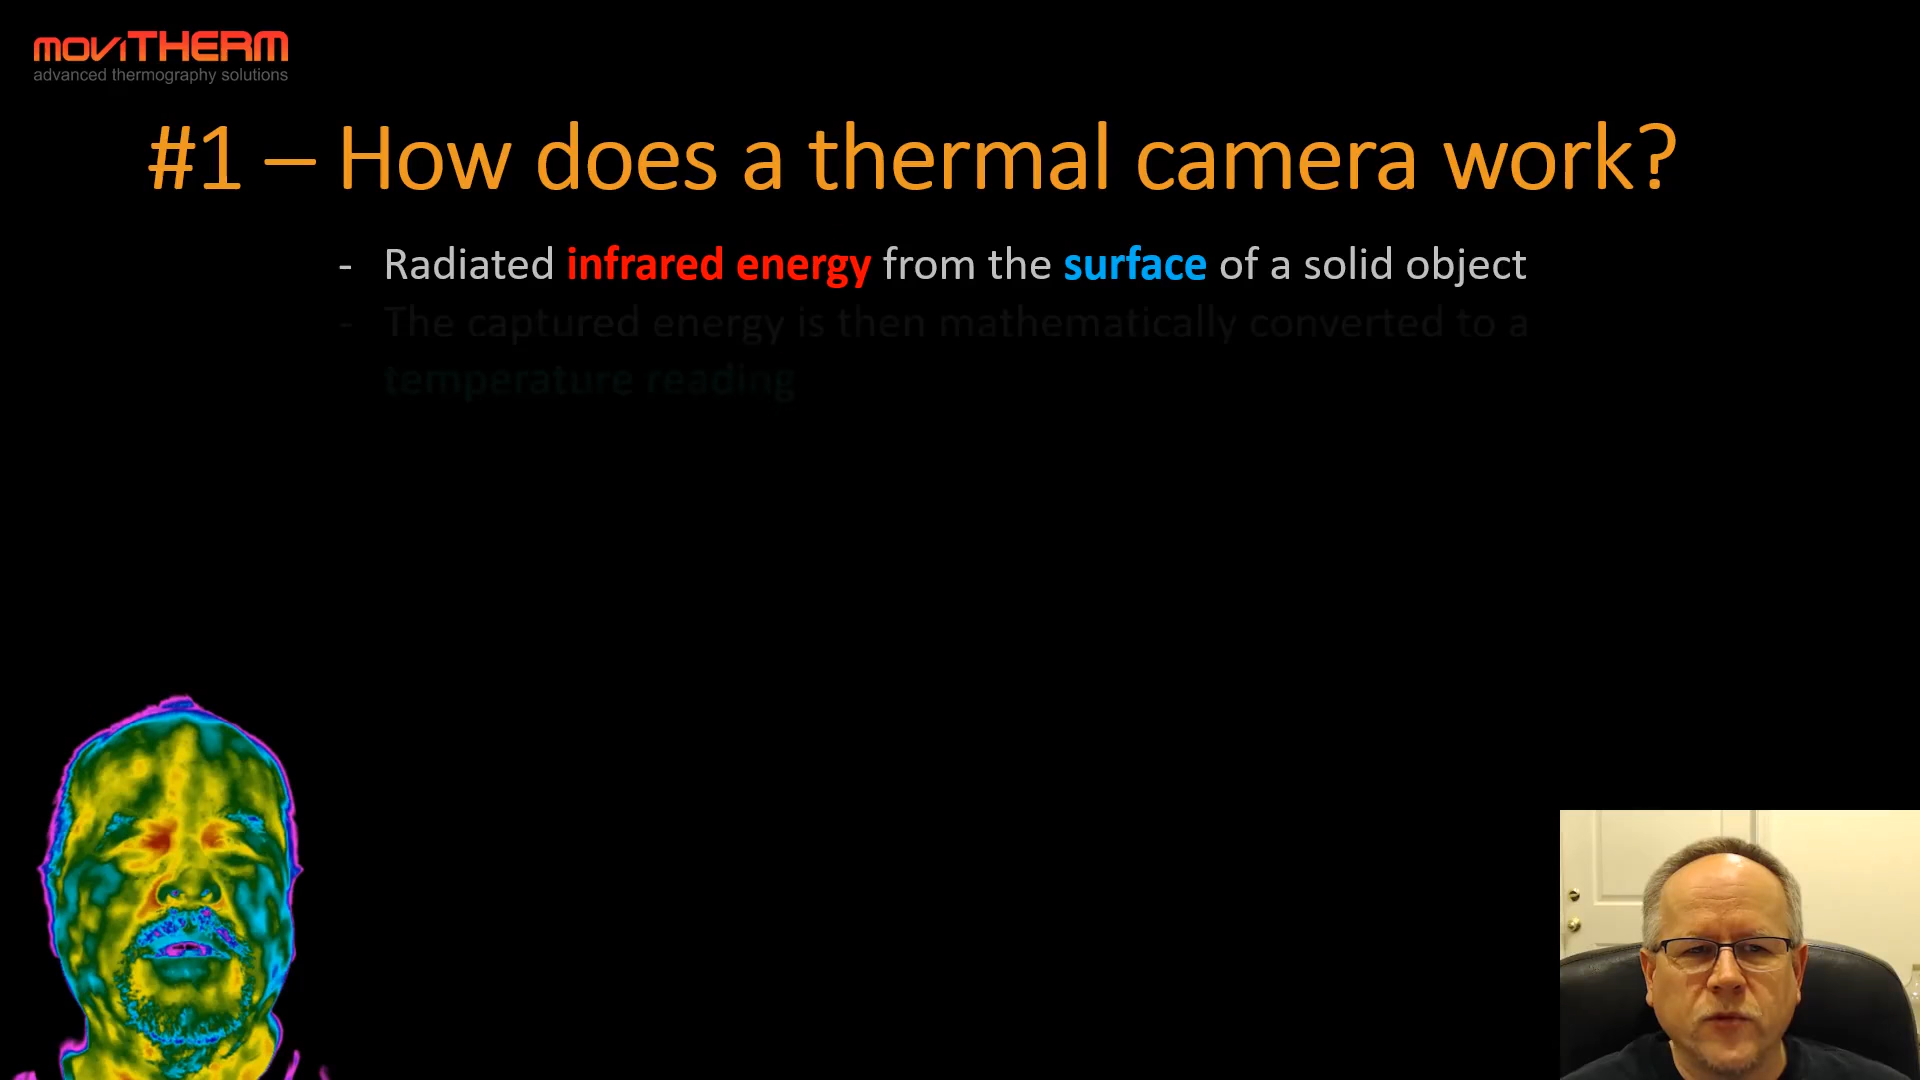 moviTHERM
advanced thermography solutions
#1 – How does a thermal camera work?
- Radiated infrared energy from the surface of a solid object
- The captured energy is then mathematically converted to a
temperature reading